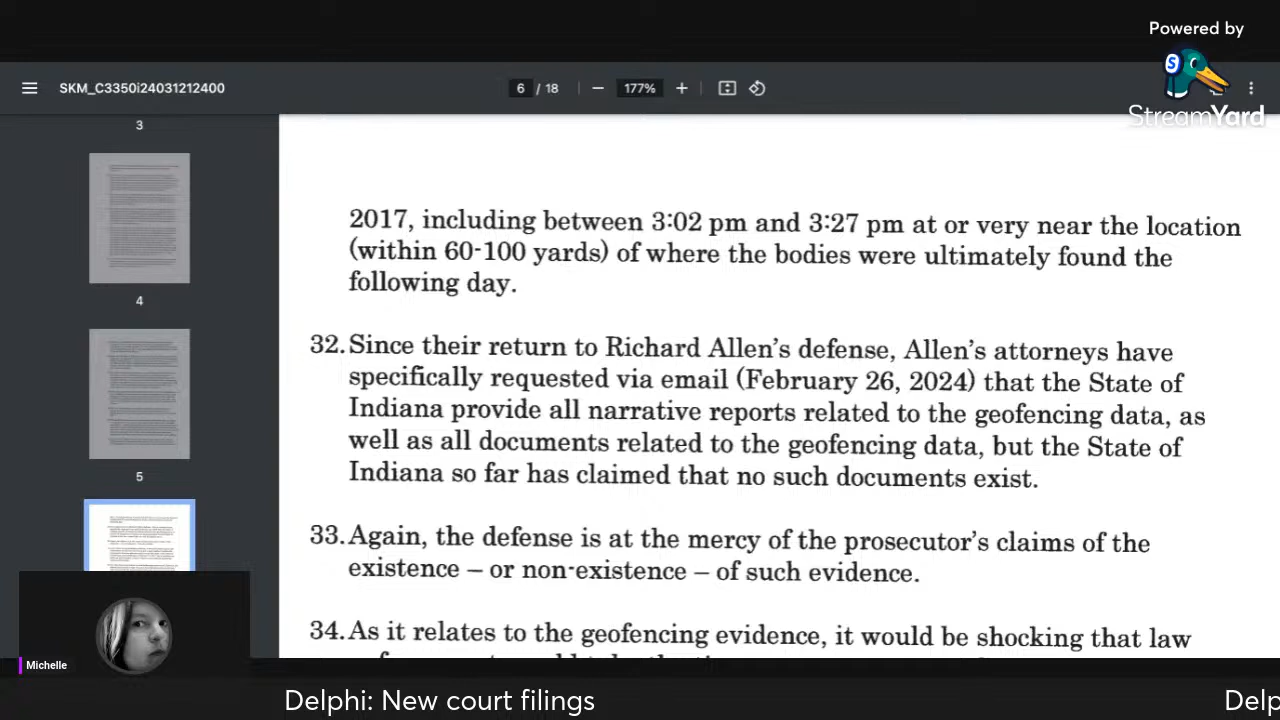 Powered by
StreamYard
SKM_C3350i24031212400
6 / 18
177%
3
4
5
2017, including between 3:02 pm and 3:27 pm at or very near the location
(within 60-100 yards) of where the bodies were ultimately found the
following day.
32. Since their return to Richard Allen's defense, Allen's attorneys have
specifically requested via email (February 26, 2024) that the State of
Indiana provide all narrative reports related to the geofencing data, as
well as all documents related to the geofencing data, but the State of
Indiana so far has claimed that no such documents exist.
33. Again, the defense is at the mercy of the prosecutor's claims of the
existence – or non-existence – of such evidence.
34. As it relates to the geofencing evidence, it would be shocking that law
Michelle
Delphi: New court filings
Delp